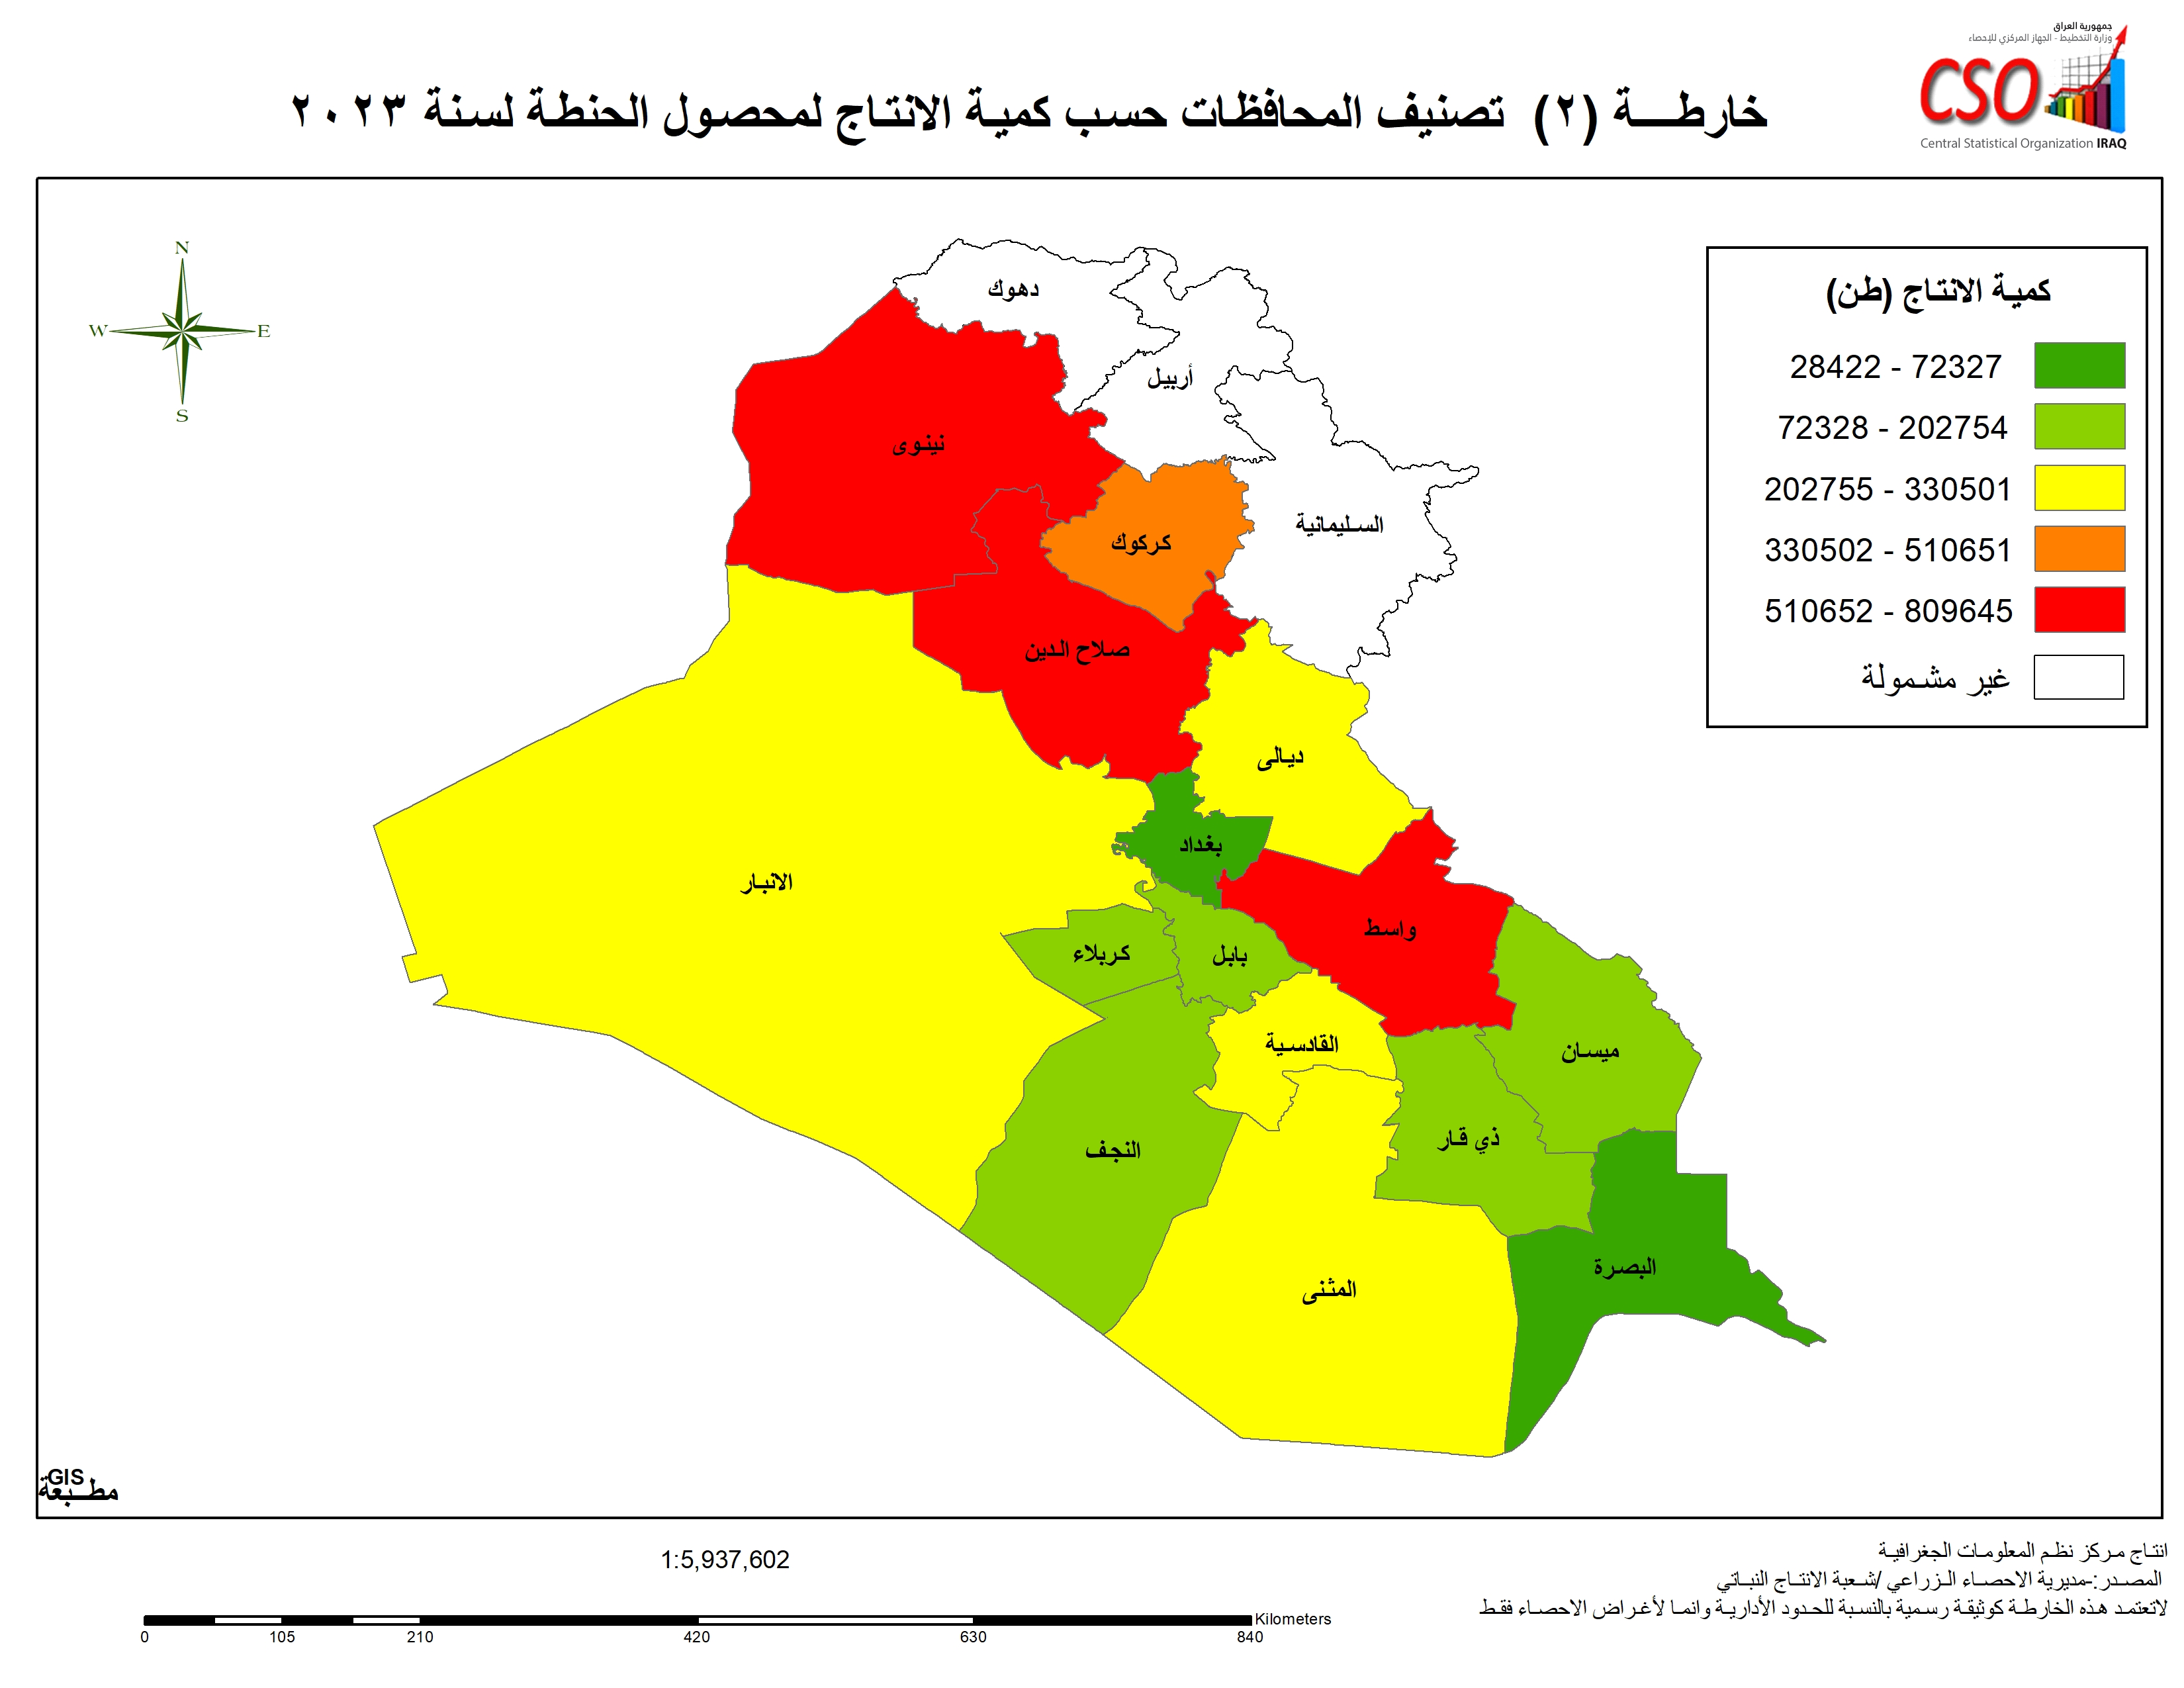 جمهورية العراق
وزارة التخطيط - الجهاز المركزي للإحصاء
CSO
Central Statistical Organization IRAQ
خارطـــة (٢) تصنيف المحافظات حسب كمية الانتاج لمحصول الحنطة لسنة ٢٠٢٣
N
W
E
S
كمية الانتاج (طن)
28422 - 72327
72328 - 202754
202755 - 330501
330502 - 510651
510652 - 809645
غير مشمولة
دهوك
أربيل
نينوى
السليمانية
كركوك
صلاح الدين
ديالى
بغداد
الانبار
واسط
كربلاء
بابل
القادسية
ميسان
ذي قار
النجف
البصرة
المثنى
GIS
مطـــبعة
1:5,937,602
Kilometers
0 105 210 420 630 840
انتاج مركز نظم المعلومات الجغرافية
المصدر:-مديرية الاحصاء الزراعي /شعبة الانتاج النباتي
لاتعتمد هذه الخارطة كوثيقة رسمية بالنسبة للحدود الأدارية وانما لأغراض الاحصاء فقط